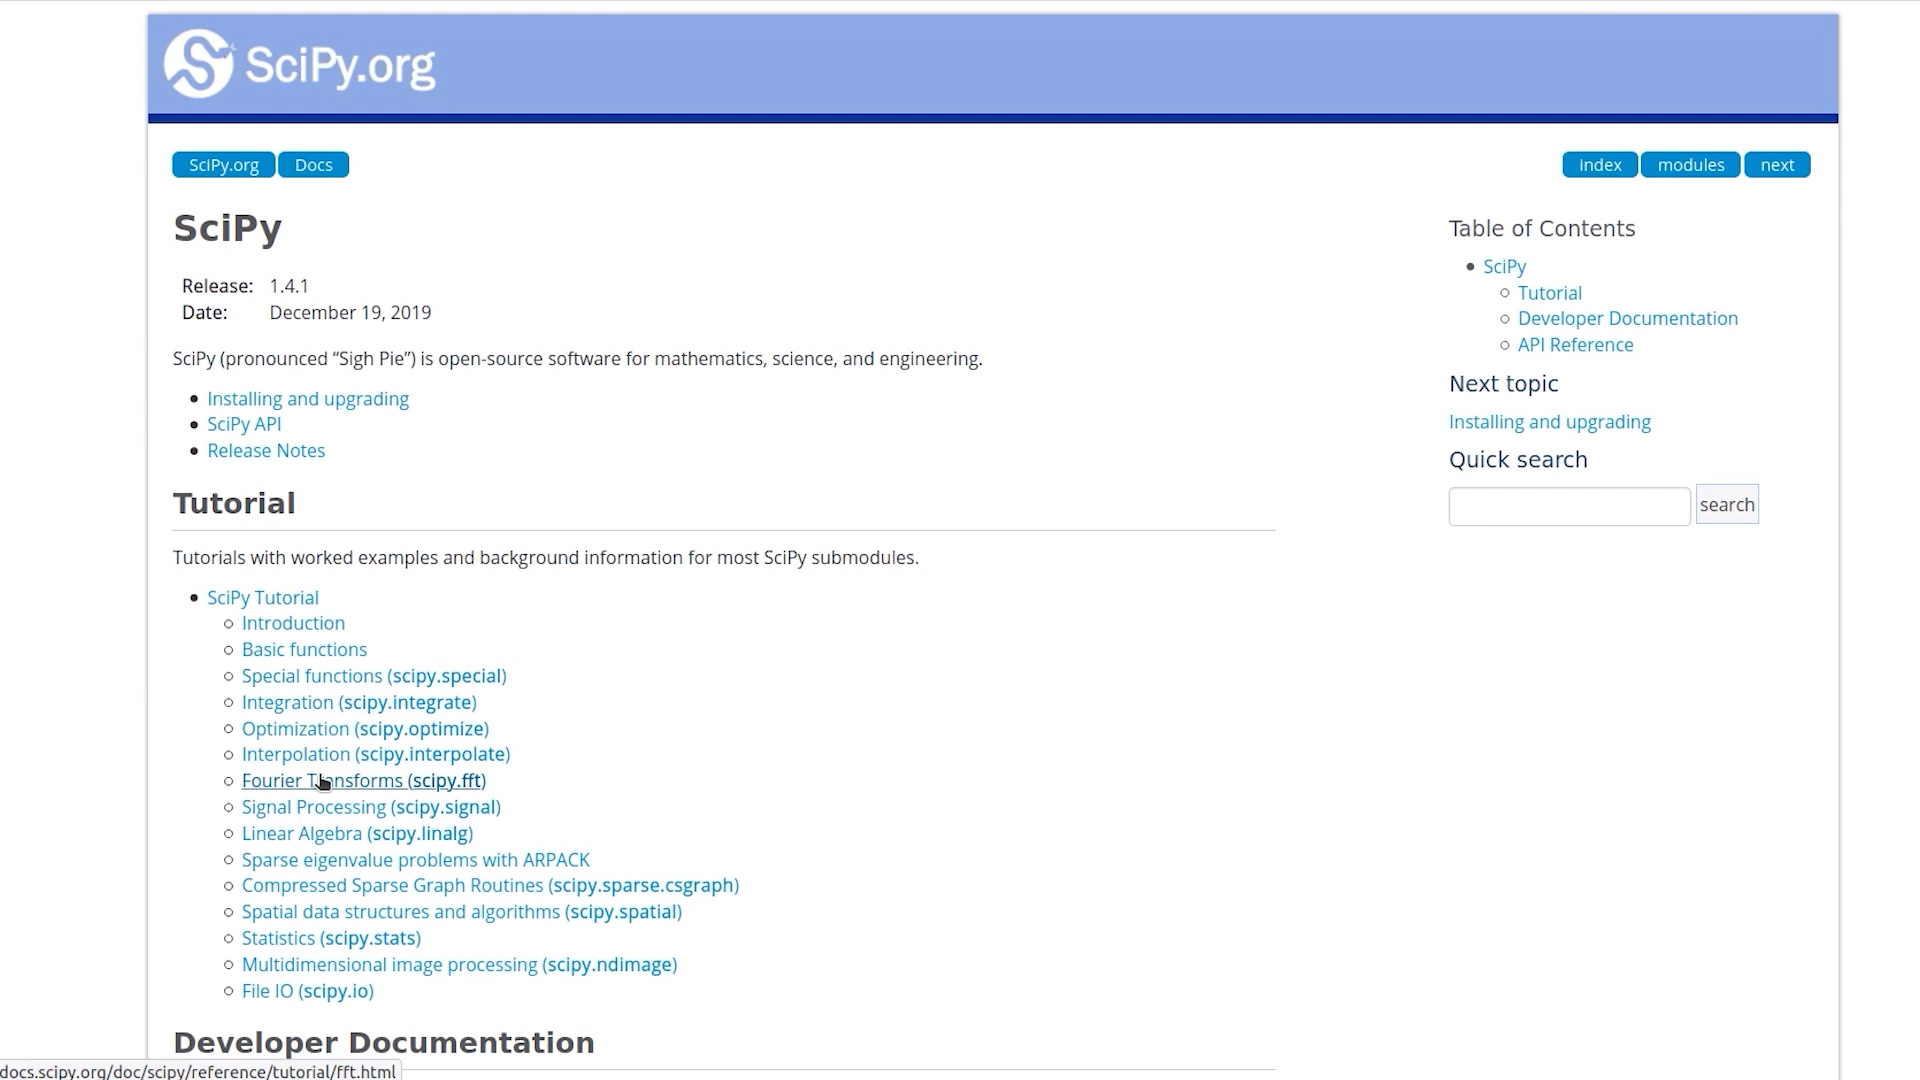 SciPy.org
SciPy.org Docs
Index modules next
SciPy
Release: 1.4.1
Date: December 19, 2019
SciPy (pronounced “Sigh Pie”) is open-source software for mathematics, science, and engineering.
Installing and upgrading
SciPy API
Release Notes
Tutorial
Tutorials with worked examples and background information for most SciPy submodules.
SciPy Tutorial
Introduction
Basic functions
Special functions (scipy.special)
Integration (scipy.integrate)
Optimization (scipy.optimize)
Interpolation (scipy.interpolate)
Fourier Transforms (scipy.fft)
Signal Processing (scipy.signal)
Linear Algebra (scipy.linalg)
Sparse eigenvalue problems with ARPACK
Compressed Sparse Graph Routines (scipy.sparse.csgraph)
Spatial data structures and algorithms (scipy.spatial)
Statistics (scipy.stats)
Multidimensional image processing (scipy.ndimage)
File IO (scipy.io)
Developer Documentation
docs.scipy.org/doc/scipy/reference/tutorial/fft.html
Table of Contents
SciPy
Tutorial
Developer Documentation
API Reference
Next topic
Installing and upgrading
Quick search
search